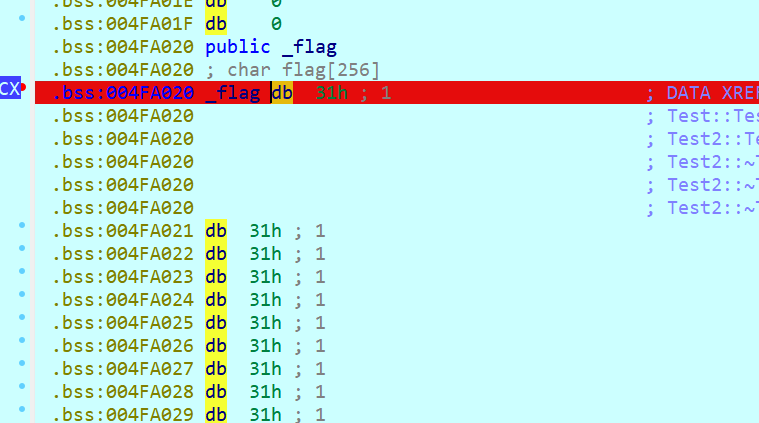 .bss:004FA01E db    0
.bss:004FA01F db    0
.bss:004FA020 public _flag
.bss:004FA020 ; char flag[256]
CX .bss:004FA020 _flag db  31h ; 1 ; DATA XREF
.bss:004FA020 ; Test::Tes
.bss:004FA020 ; Test2::Te
.bss:004FA020 ; Test2::~T
.bss:004FA020 ; Test2::~T
.bss:004FA020 ; Test2::~T
.bss:004FA021 db  31h ; 1
.bss:004FA022 db  31h ; 1
.bss:004FA023 db  31h ; 1
.bss:004FA024 db  31h ; 1
.bss:004FA025 db  31h ; 1
.bss:004FA026 db  31h ; 1
.bss:004FA027 db  31h ; 1
.bss:004FA028 db  31h ; 1
.bss:004FA029 db  31h ; 1